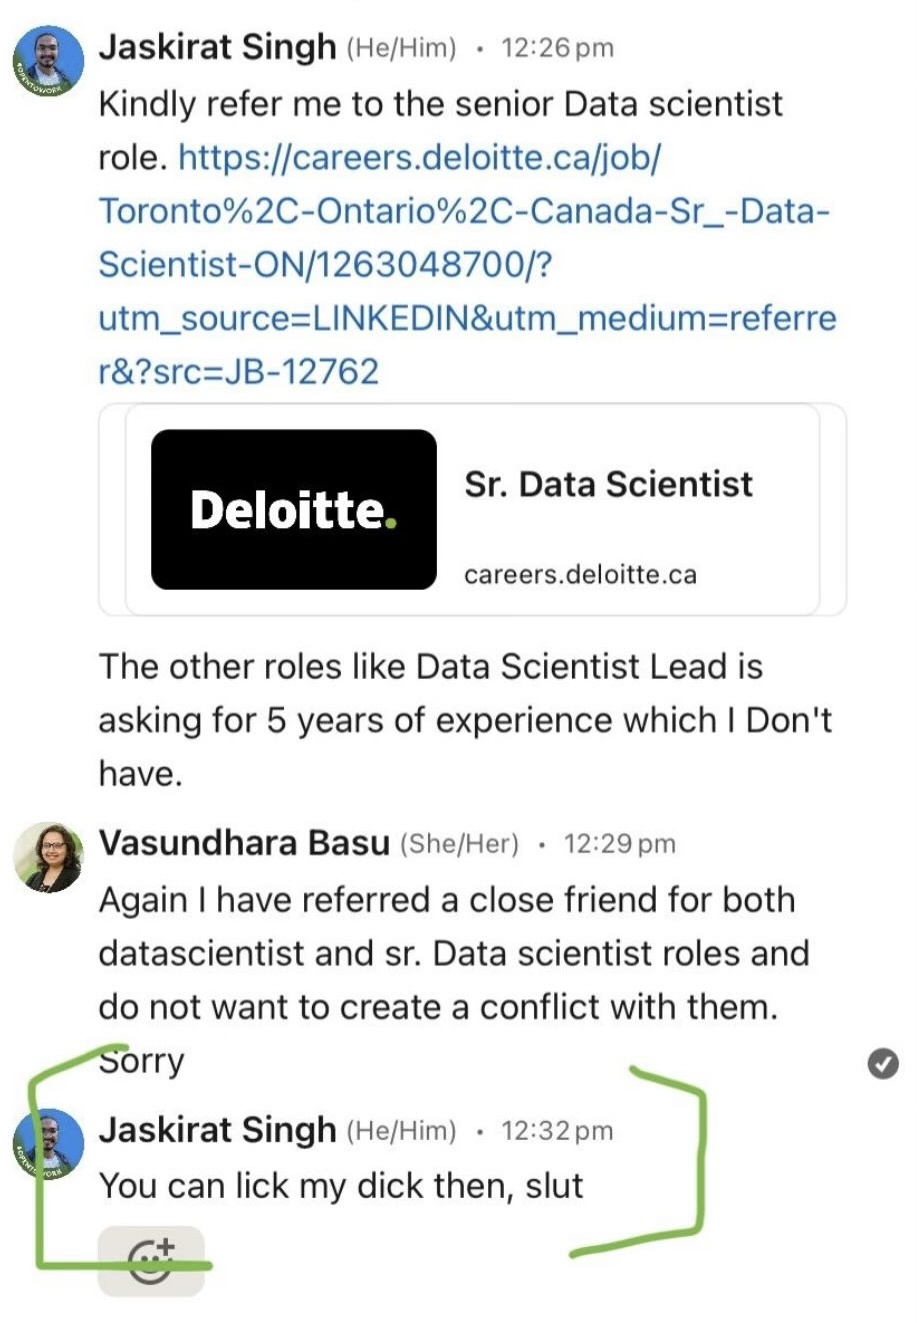 Jaskirat Singh (He/Him) · 12:26 pm
Kindly refer me to the senior Data scientist
role. https://careers.deloitte.ca/job/
Toronto%2C-Ontario%2C-Canada-Sr_-Data-
Scientist-ON/1263048700/?
utm_source=LINKEDIN&utm_medium=referre
r&?src=JB-12762
Deloitte.
Sr. Data Scientist
careers.deloitte.ca
The other roles like Data Scientist Lead is
asking for 5 years of experience which I Don't
have.
Vasundhara Basu (She/Her) · 12:29 pm
Again I have referred a close friend for both
datascientist and sr. Data scientist roles and
do not want to create a conflict with them.
Sorry
Jaskirat Singh (He/Him) · 12:32 pm
You can lick my dick then, slut